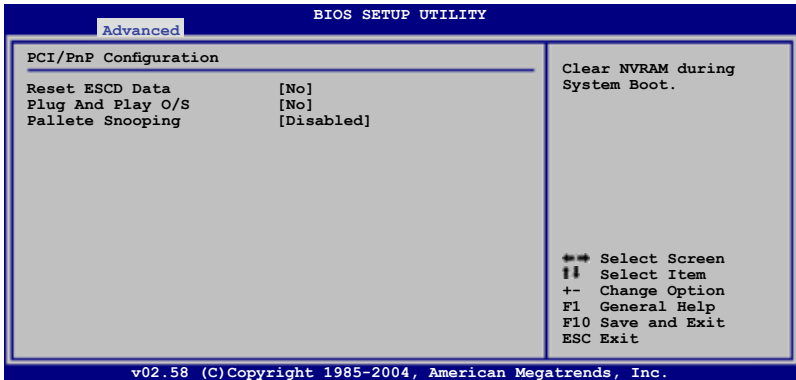 BIOS SETUP UTILITY
Advanced
PCI/PnP Configuration
Reset ESCD Data [No]
Plug And Play O/S [No]
Pallete Snooping [Disabled]
Clear NVRAM during
System Boot.
←→ Select Screen
↑↓ Select Item
+- Change Option
F1 General Help
F10 Save and Exit
ESC Exit
v02.58 (C)Copyright 1985-2004, American Megatrends, Inc.